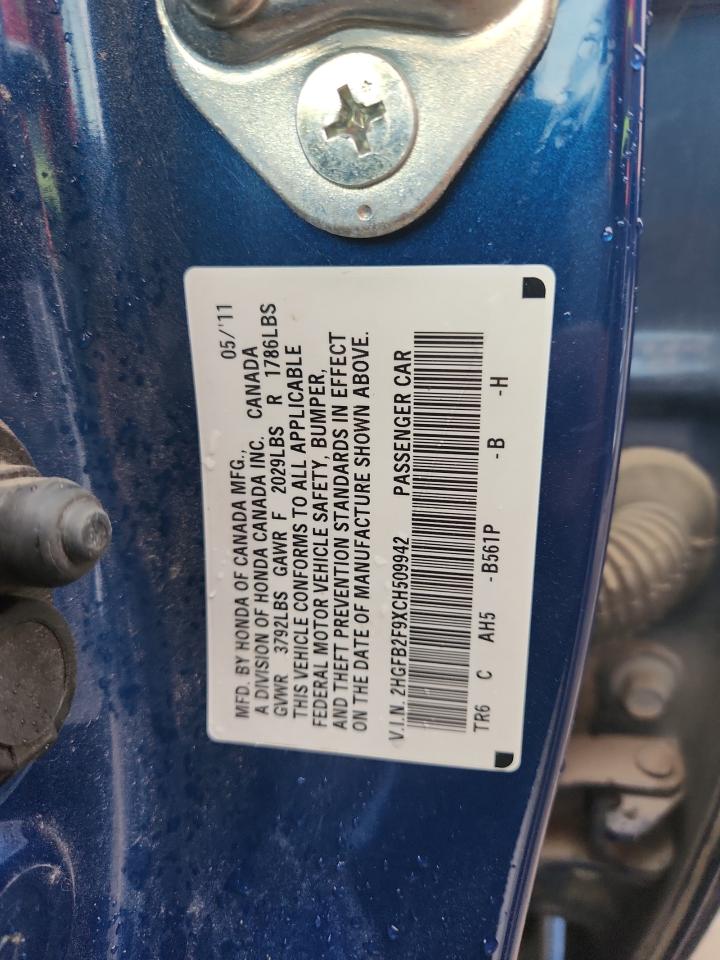 MFD. BY HONDA OF CANADA MFG., 05/'11
A DIVISION OF HONDA CANADA INC. CANADA
GVWR 3792LBS GAWR F 2029LBS R 1786LBS
THIS VEHICLE CONFORMS TO ALL APPLICABLE
FEDERAL MOTOR VEHICLE SAFETY, BUMPER,
AND THEFT PREVENTION STANDARDS IN EFFECT
ON THE DATE OF MANUFACTURE SHOWN ABOVE.
V.I.N. 2HGFB2F9XCH509942 PASSENGER CAR
TR6 C AH5 -B561P -B -H